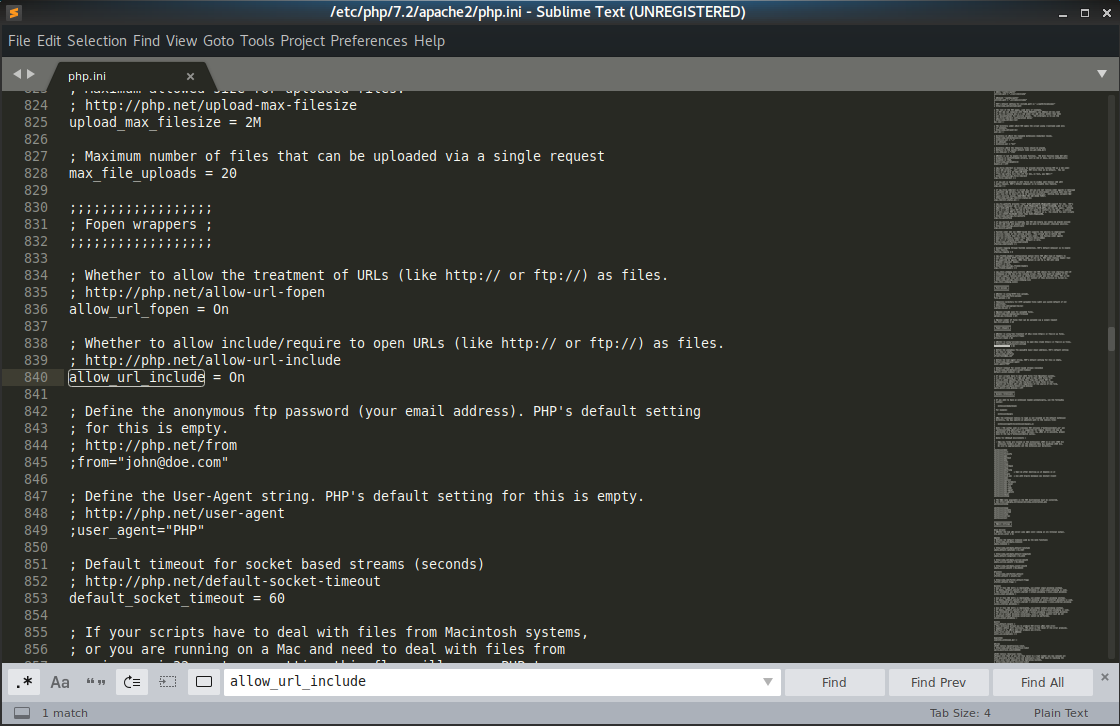 /etc/php/7.2/apache2/php.ini - Sublime Text (UNREGISTERED)
File Edit Selection Find View Goto Tools Project Preferences Help
php.ini
823 ; Maximum allowed size for uploaded files.
824 ; http://php.net/upload-max-filesize
825 upload_max_filesize = 2M
826
827 ; Maximum number of files that can be uploaded via a single request
828 max_file_uploads = 20
829
830 ;;;;;;;;;;;;;;;;;;
831 ; Fopen wrappers ;
832 ;;;;;;;;;;;;;;;;;;
833
834 ; Whether to allow the treatment of URLs (like http:// or ftp://) as files.
835 ; http://php.net/allow-url-fopen
836 allow_url_fopen = On
837
838 ; Whether to allow include/require to open URLs (like http:// or ftp://) as files.
839 ; http://php.net/allow-url-include
840 allow_url_include = On
841
842 ; Define the anonymous ftp password (your email address). PHP's default setting
843 ; for this is empty.
844 ; http://php.net/from
845 ;from="john@doe.com"
846
847 ; Define the User-Agent string. PHP's default setting for this is empty.
848 ; http://php.net/user-agent
849 ;user_agent="PHP"
850
851 ; Default timeout for socket based streams (seconds)
852 ; http://php.net/default-socket-timeout
853 default_socket_timeout = 60
854
855 ; If your scripts have to deal with files from Macintosh systems,
856 ; or you are running on a Mac and need to deal with files from
.* Aa “” allow_url_include Find Find Prev Find All
1 match Tab Size: 4 Plain Text